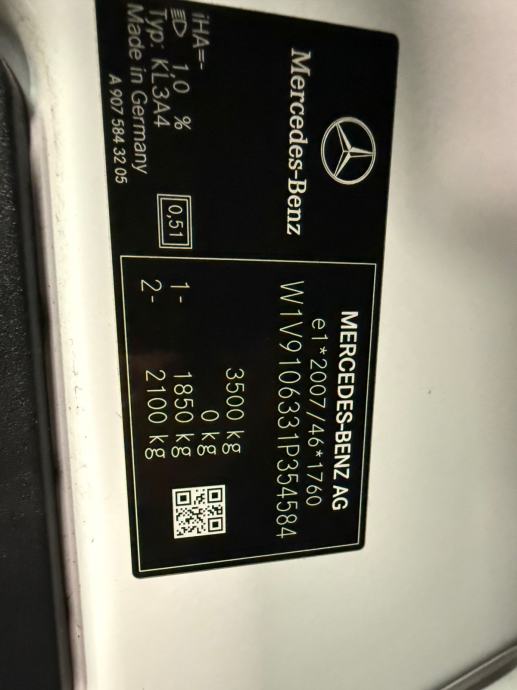 Mercedes-Benz
iHA=-
1,0 %
Typ: KL3A4
Made in Germany
A 907 584 32 05
0,51
MERCEDES-BENZ AG
e1*2007/46*1760
W1V9106331P354584
3500 kg
0 kg
1- 1850 kg
2- 2100 kg